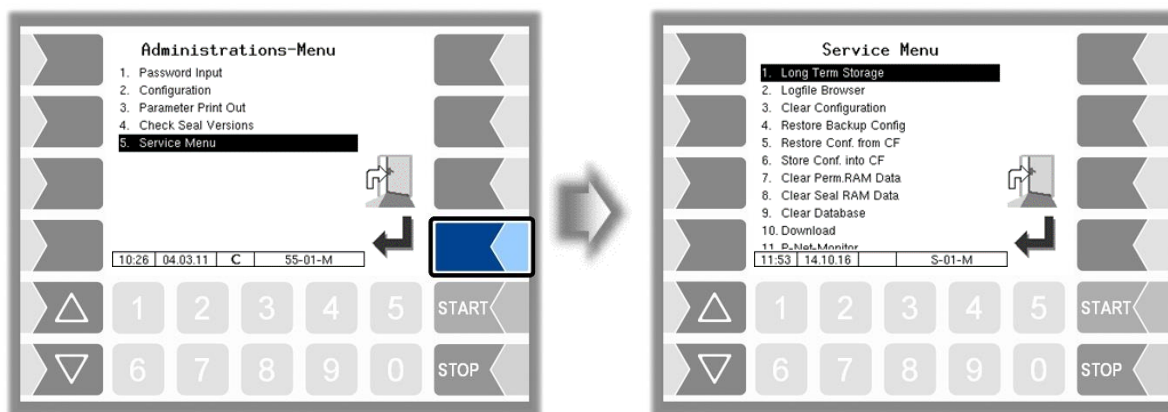 Administrations-Menu
1. Password Input
2. Configuration
3. Parameter Print Out
4. Check Seal Versions
5. Service Menu
10:26 04.03.11 C 55-01-M
1 2 3 4 5 START
6 7 8 9 0 STOP
Service Menu
1. Long Term Storage
2. Logfile Browser
3. Clear Configuration
4. Restore Backup Config
5. Restore Conf. from CF
6. Store Conf. into CF
7. Clear Perm.RAM Data
8. Clear Seal RAM Data
9. Clear Database
10. Download
11. P-Net-Monitor
11:53 14.10.16 S-01-M
1 2 3 4 5 START
6 7 8 9 0 STOP